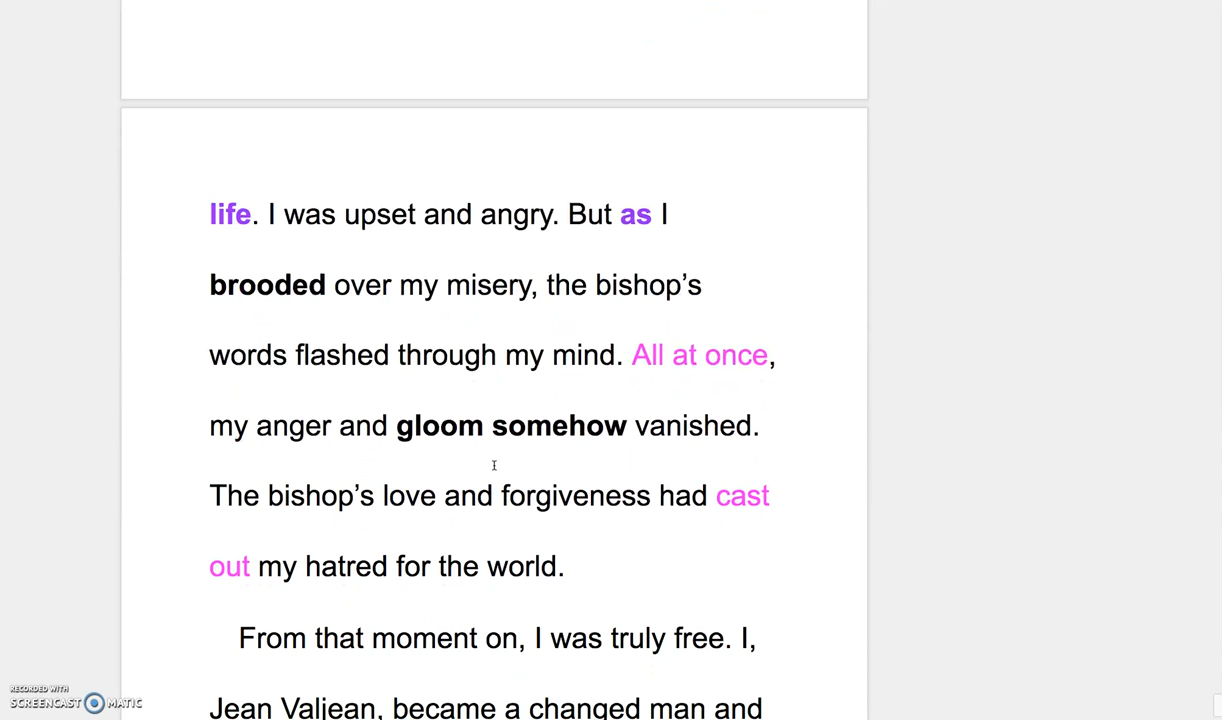 life. I was upset and angry. But as I
brooded over my misery, the bishop’s
words flashed through my mind. All at once,
my anger and gloom somehow vanished.
The bishop’s love and forgiveness had cast
out my hatred for the world.
From that moment on, I was truly free. I,
Jean Valjean, became a changed man and
RECORDED WITH
SCREENCAST MATIC